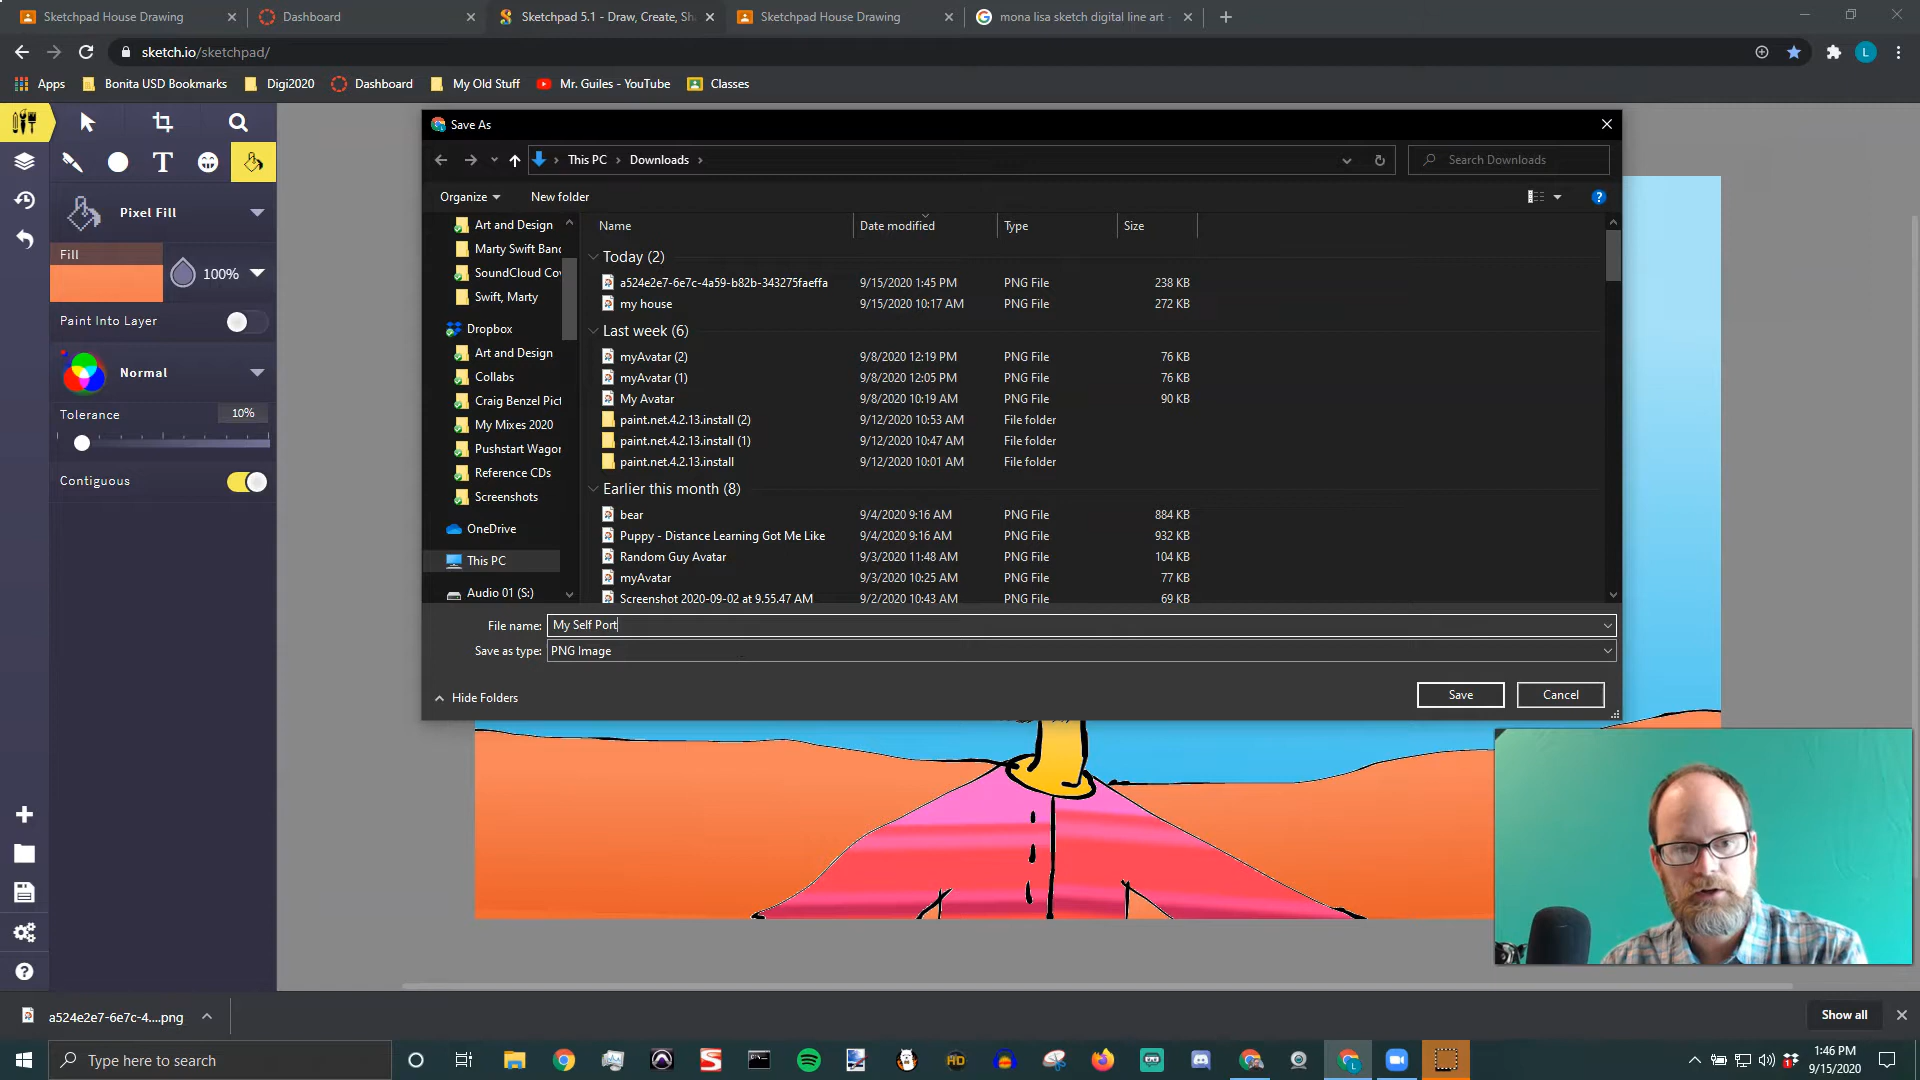 Sketchpad House Drawing
Dashboard
Sketchpad 5.1 - Draw, Create, Sh
Sketchpad House Drawing
mona lisa sketch digital line art -
sketch.io/sketchpad/
L
Apps
Bonita USD Bookmarks
Digi2020
Dashboard
My Old Stuff
Mr. Guiles - YouTube
Classes
Pixel Fill
Fill
100%
Paint Into Layer
Normal
Tolerance
10%
Contiguous
Save As
This PC
Downloads
Search Downloads
Organize
New folder
Art and Design
Marty Swift Banc
SoundCloud Cov
Swift, Marty
Dropbox
Art and Design
Collabs
Craig Benzel Pict
My Mixes 2020
Pushstart Wagor
Reference CDs
Screenshots
OneDrive
This PC
Audio 01 (S:)
Name Date modified Type Size
Today (2)
a524e2e7-6e7c-4a59-b82b-343275faeffa 9/15/2020 1:45 PM PNG File 238 KB
my house 9/15/2020 10:17 AM PNG File 272 KB
Last week (6)
myAvatar (2) 9/8/2020 12:19 PM PNG File 76 KB
myAvatar (1) 9/8/2020 12:05 PM PNG File 76 KB
My Avatar 9/8/2020 10:19 AM PNG File 90 KB
paint.net.4.2.13.install (2) 9/12/2020 10:53 AM File folder
paint.net.4.2.13.install (1) 9/12/2020 10:47 AM File folder
paint.net.4.2.13.install 9/12/2020 10:01 AM File folder
Earlier this month (8)
bear 9/4/2020 9:16 AM PNG File 884 KB
Puppy - Distance Learning Got Me Like 9/4/2020 9:16 AM PNG File 932 KB
Random Guy Avatar 9/3/2020 11:48 AM PNG File 104 KB
myAvatar 9/3/2020 10:25 AM PNG File 77 KB
Screenshot 2020-09-02 at 9.55.47 AM 9/2/2020 10:43 AM PNG File 69 KB
File name: My Self Port
Save as type: PNG Image
Hide Folders
Save
Cancel
a524e2e7-6e7c-4....png
Show all
Type here to search
HD
1:46 PM
9/15/2020